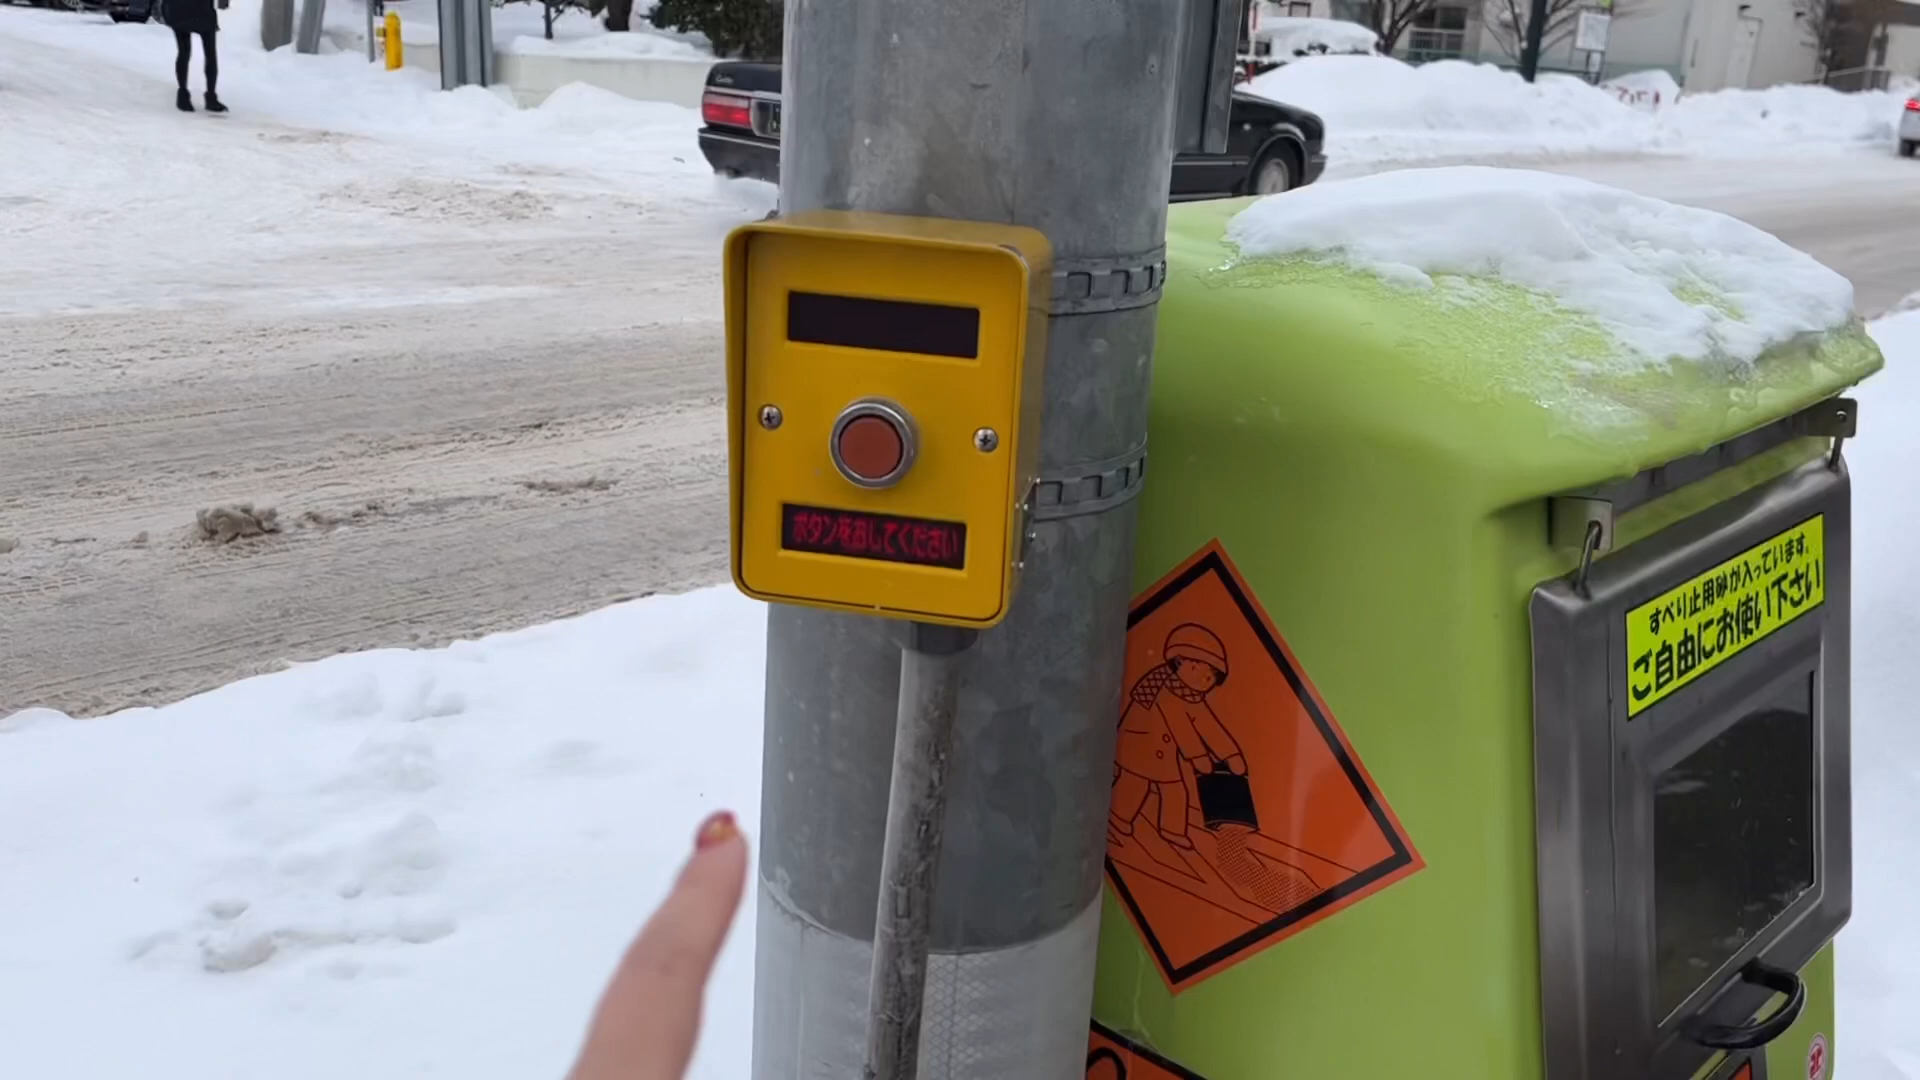 ボタンをおしてください
すべり止用砂が入っています。
ご自由にお使い下さい